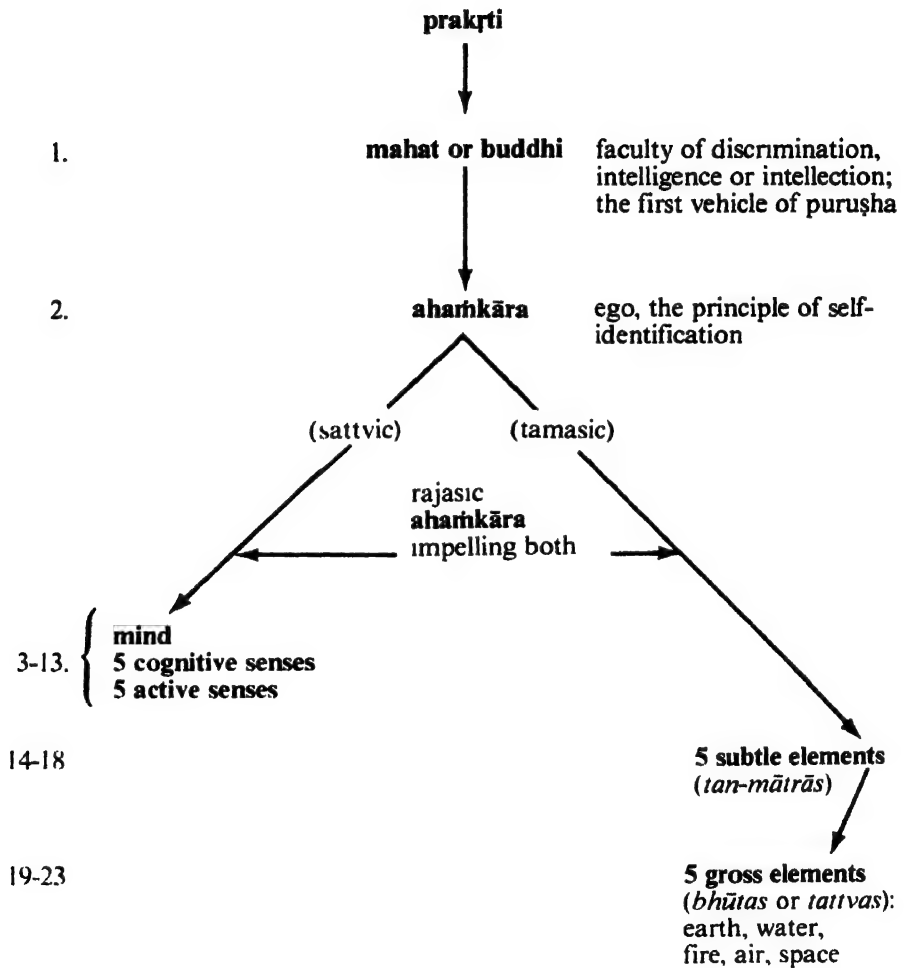 prakṛti
1. mahat or buddhi faculty of discrimination,
intelligence or intellection;
the first vehicle of puruṣha
2. ahaṁkāra ego, the principle of self-
identification
(sattvic) (tamasic)
rajasic
ahaṁkāra
impelling both
mind
3-13. 5 cognitive senses
5 active senses
14-18 5 subtle elements
(tan-mātrās)
19-23 5 gross elements
(bhūtas or tattvas):
earth, water,
fire, air, space